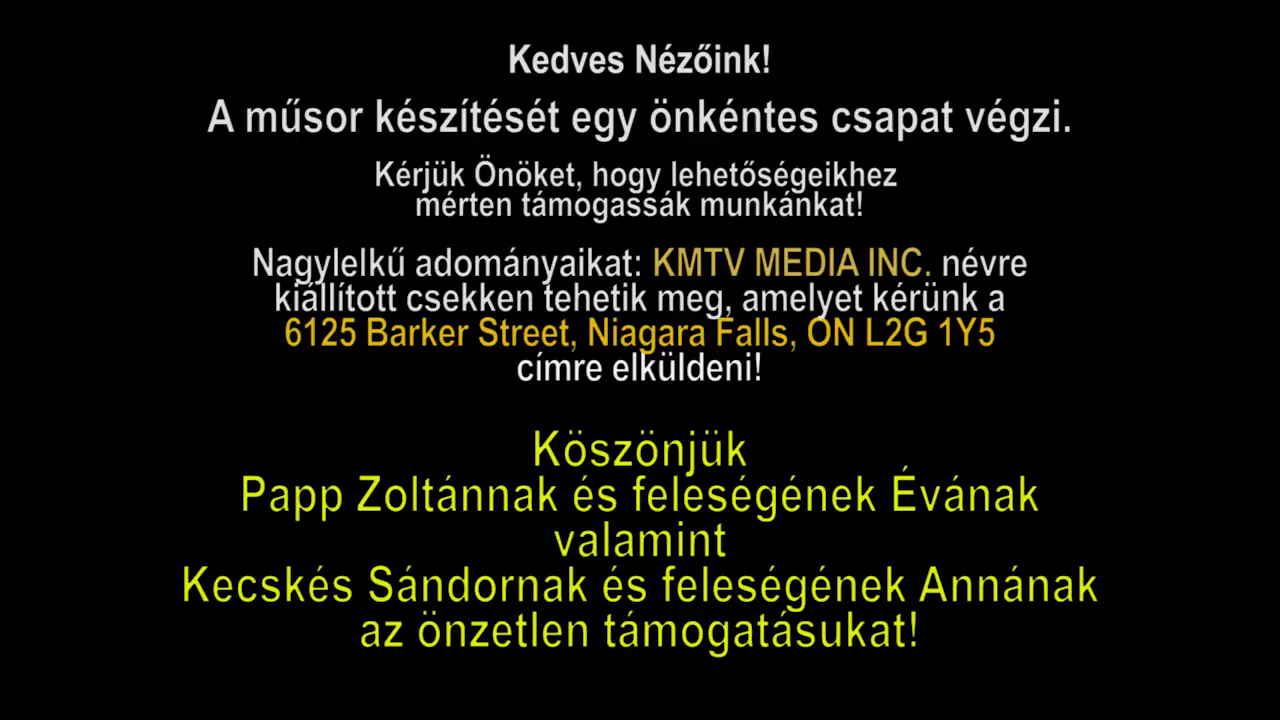 Kedves Nézőink!
A műsor készítését egy önkéntes csapat végzi.
Kérjük Önöket, hogy lehetőségeikhez
mérten támogassák munkánkat!
Nagylelkű adományaikat: KMTV MEDIA INC. névre
kiállított csekken tehetik meg, amelyet kérünk a
6125 Barker Street, Niagara Falls, ON L2G 1Y5
címre elküldeni!
Köszönjük
Papp Zoltánnak és feleségének Évának
valamint
Kecskés Sándornak és feleségének Annának
az önzetlen támogatásukat!